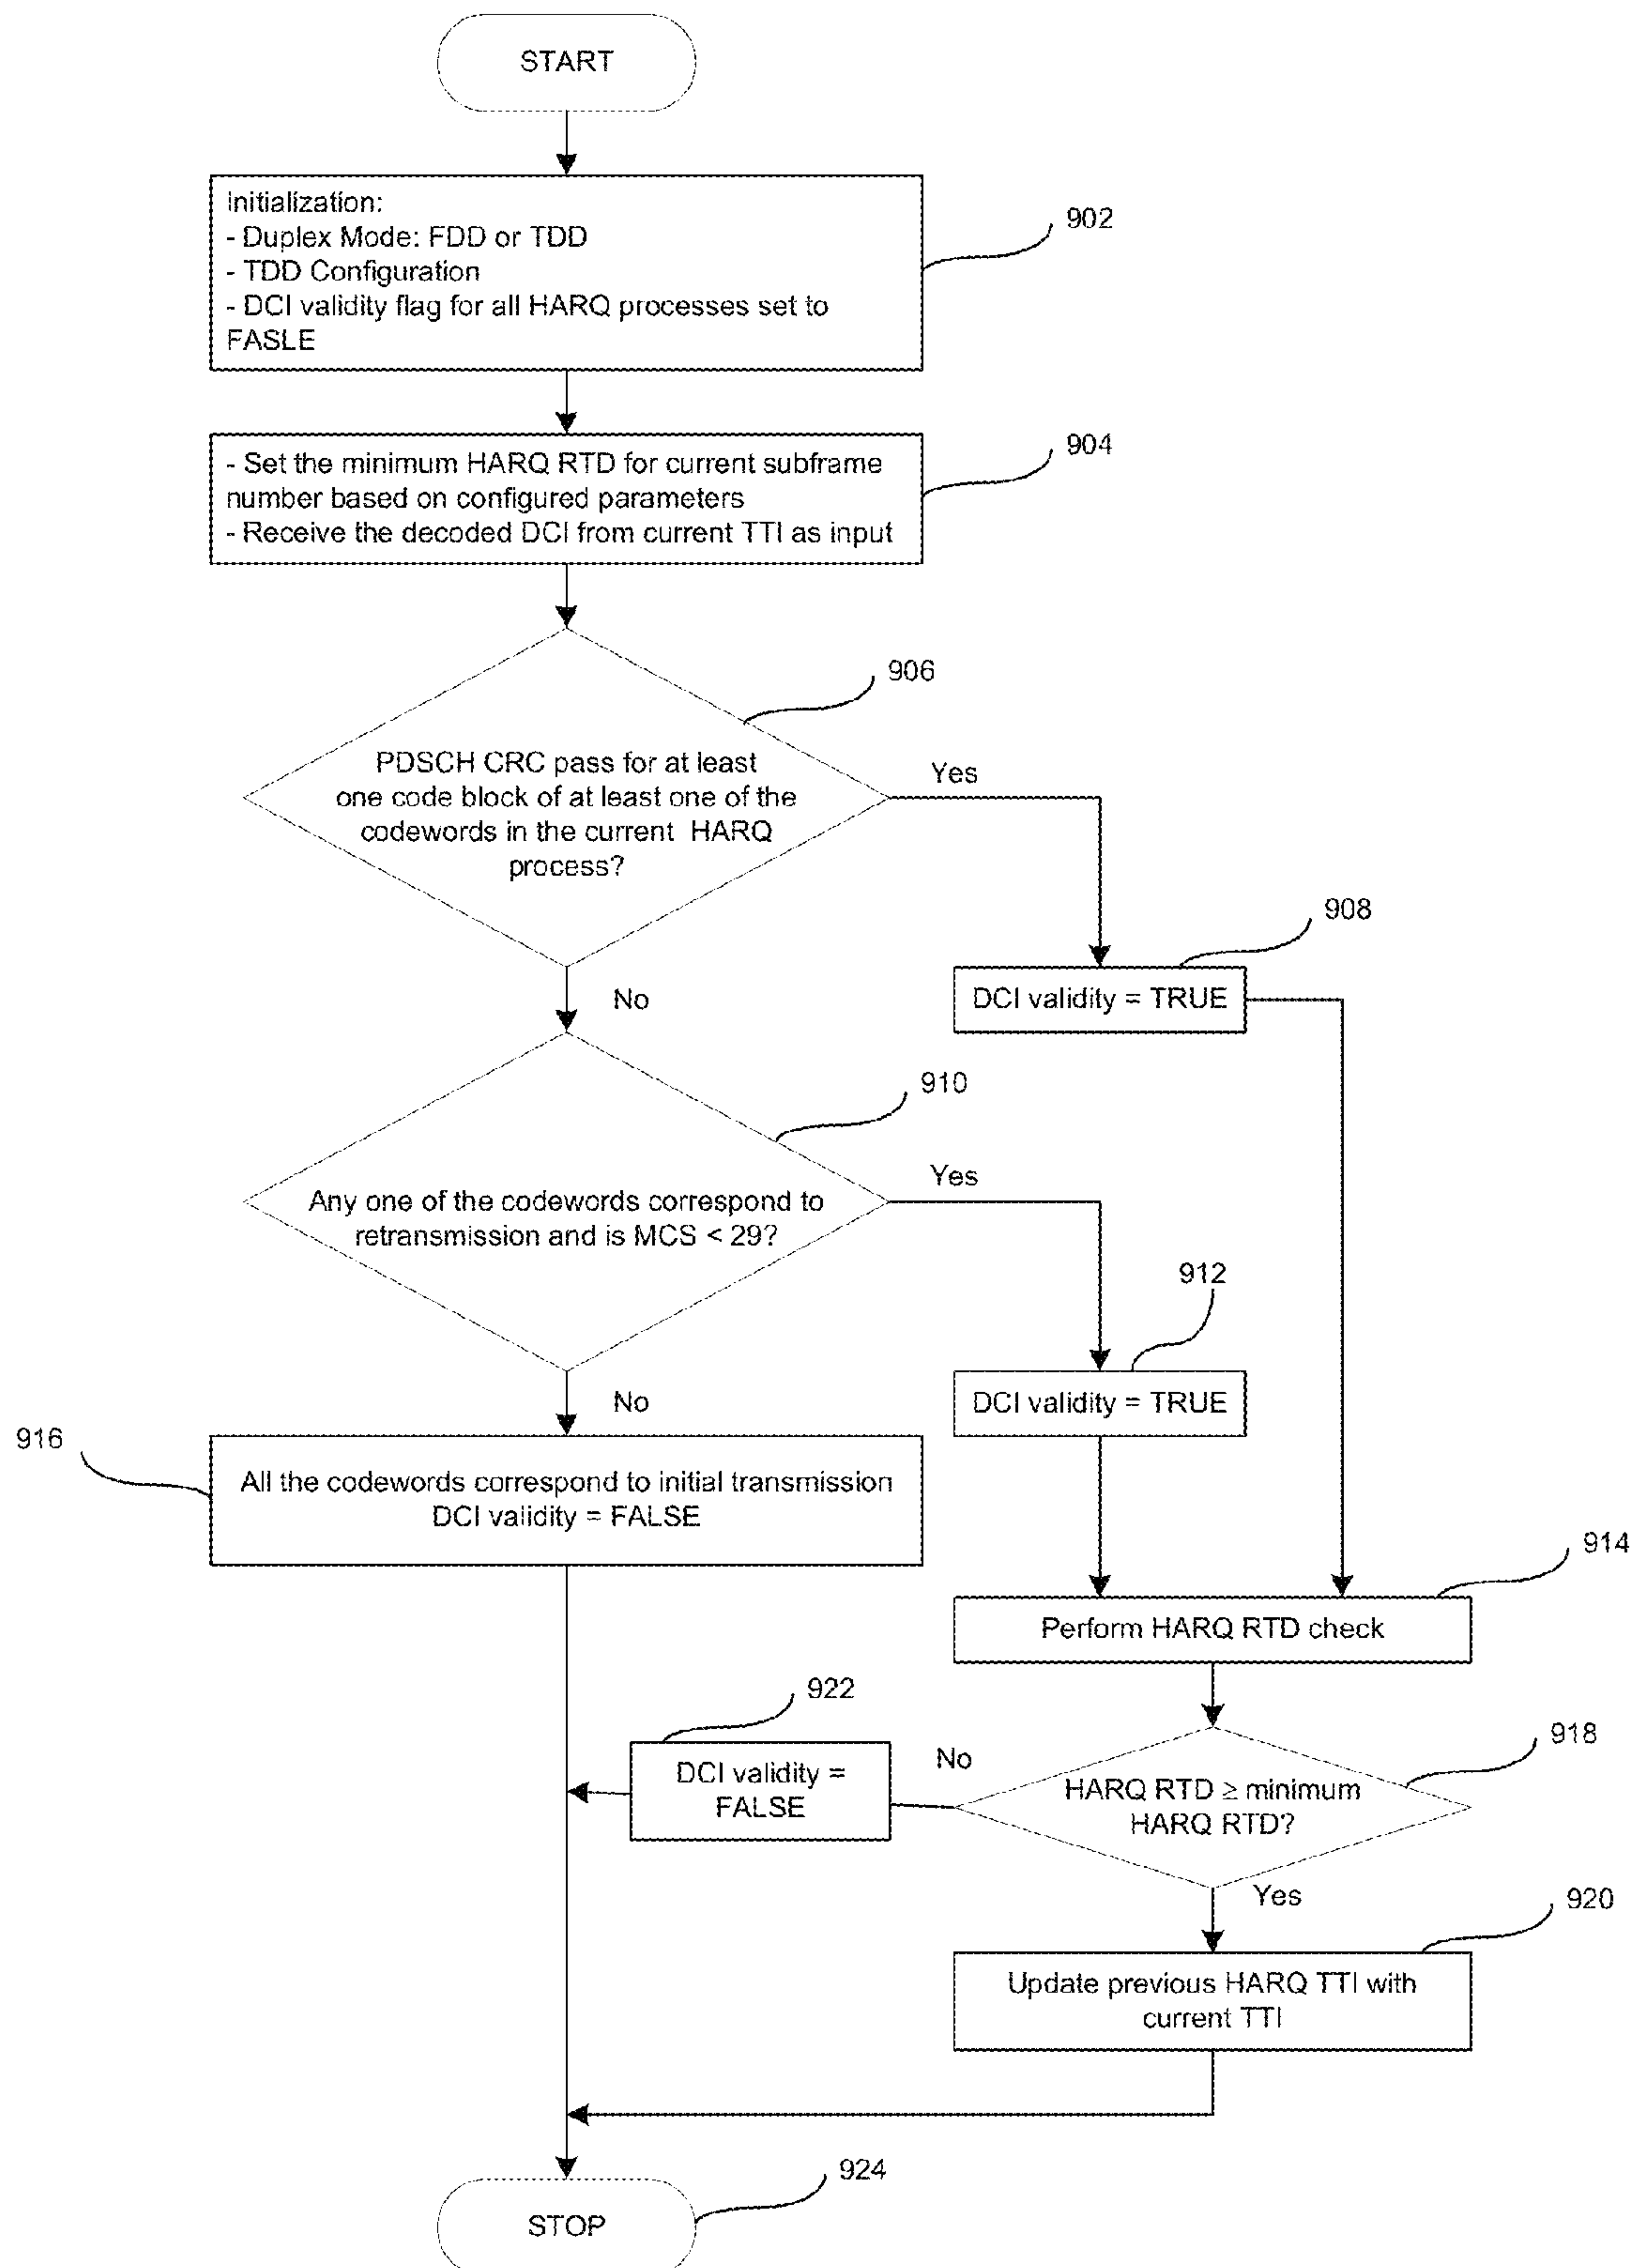 START
Initialization:
- Duplex Mode: FDD or TDD
- TDD Configuration
- DCI validity flag for all HARQ processes set to
FASLE
902
- Set the minimum HARQ RTD for current subframe
number based on configured parameters
- Receive the decoded DCI from current TTI as input
904
906
PDSCH CRC pass for at least
one code block of at least one of the
codewords in the current HARQ
process?
Yes
908
DCI validity = TRUE
No
910
Any one of the codewords correspond to
retransmission and is MCS < 29?
Yes
912
DCI validity = TRUE
No
916
All the codewords correspond to initial transmission
DCI validity = FALSE
914
Perform HARQ RTD check
922
DCI validity =
FALSE
No
918
HARQ RTD ≥ minimum
HARQ RTD?
Yes
920
Update previous HARQ TTI with
current TTI
924
STOP